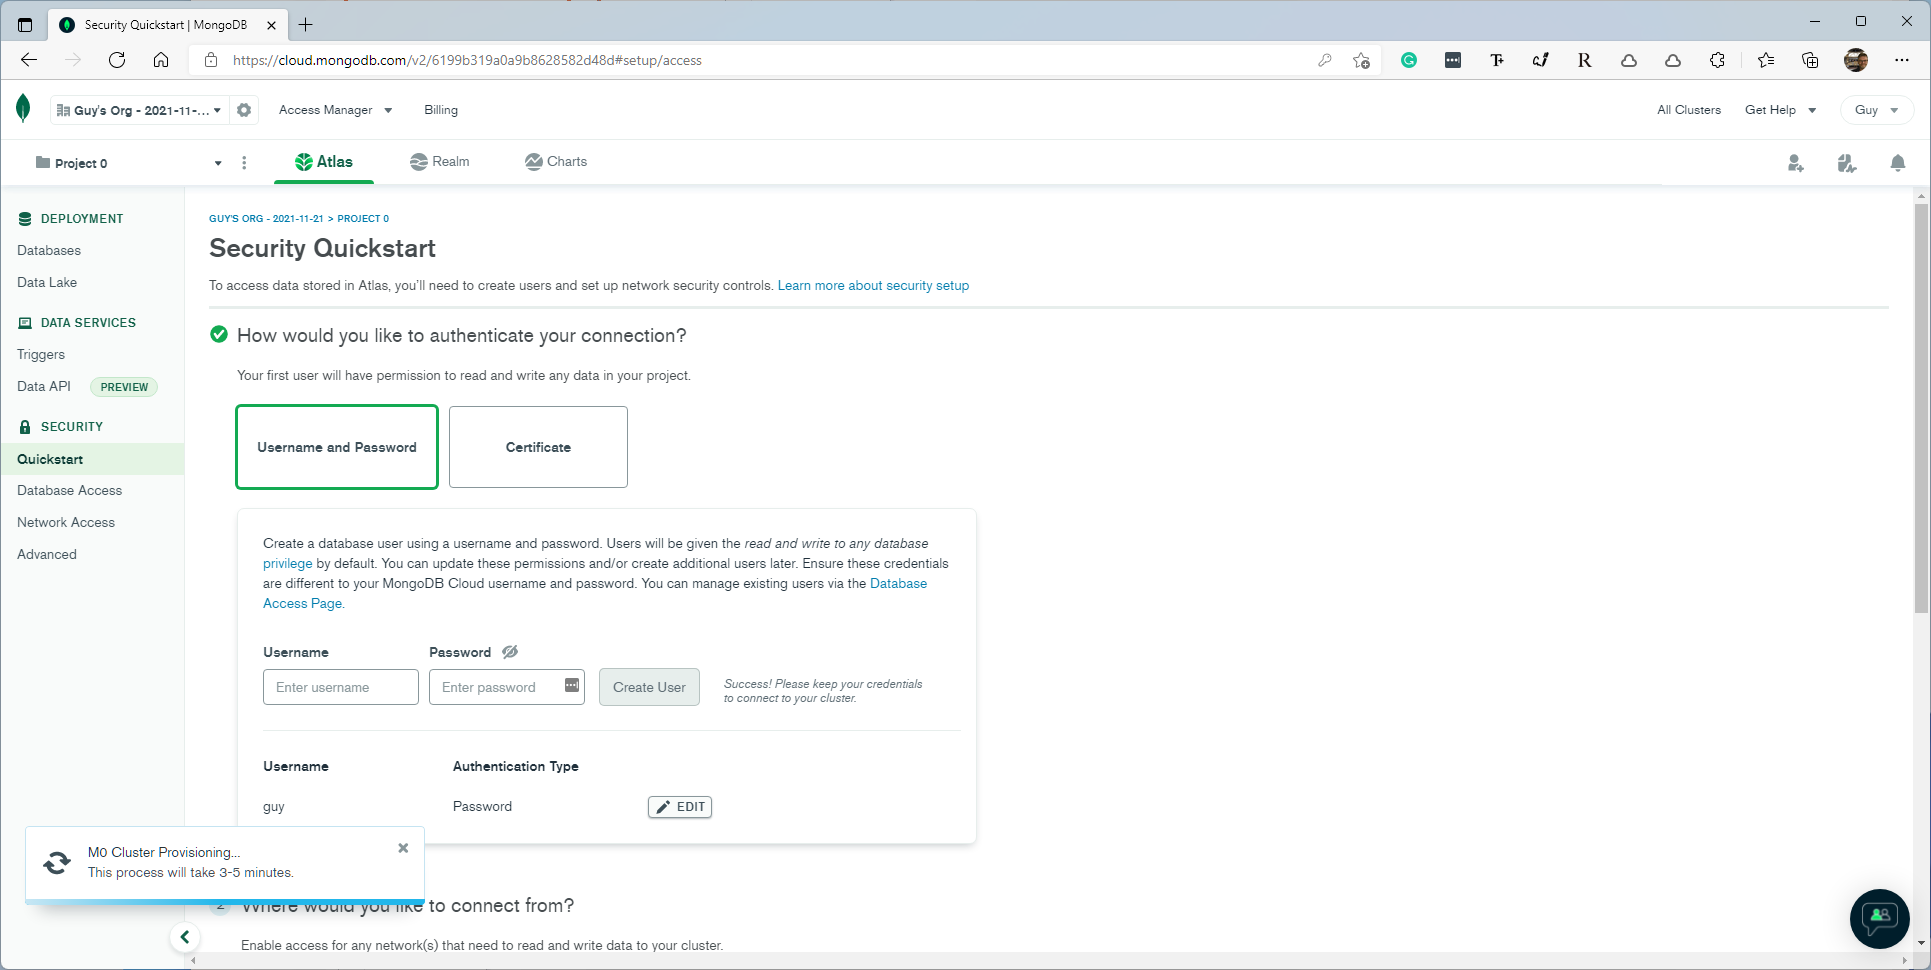 Security Quickstart | MongoDB
https://cloud.mongodb.com/v2/6199b319a0a9b8628582d48d#setup/access
Guy's Org - 2021-11-...
Access Manager
Billing
All Clusters
Get Help
Guy
Project 0
Atlas
Realm
Charts
DEPLOYMENT
Databases
Data Lake
DATA SERVICES
Triggers
Data API PREVIEW
SECURITY
Quickstart
Database Access
Network Access
Advanced
GUY'S ORG - 2021-11-21 > PROJECT 0
Security Quickstart
To access data stored in Atlas, you'll need to create users and set up network security controls. Learn more about security setup
How would you like to authenticate your connection?
Your first user will have permission to read and write any data in your project.
Username and Password
Certificate
Create a database user using a username and password. Users will be given the read and write to any database
privilege by default. You can update these permissions and/or create additional users later. Ensure these credentials
are different to your MongoDB Cloud username and password. You can manage existing users via the Database
Access Page.
Username
Password
Enter username
Enter password
Create User
Success! Please keep your credentials
to connect to your cluster.
Username
Authentication Type
guy
Password
EDIT
M0 Cluster Provisioning...
This process will take 3-5 minutes.
2 Where would you like to connect from?
Enable access for any network(s) that need to read and write data to your cluster.